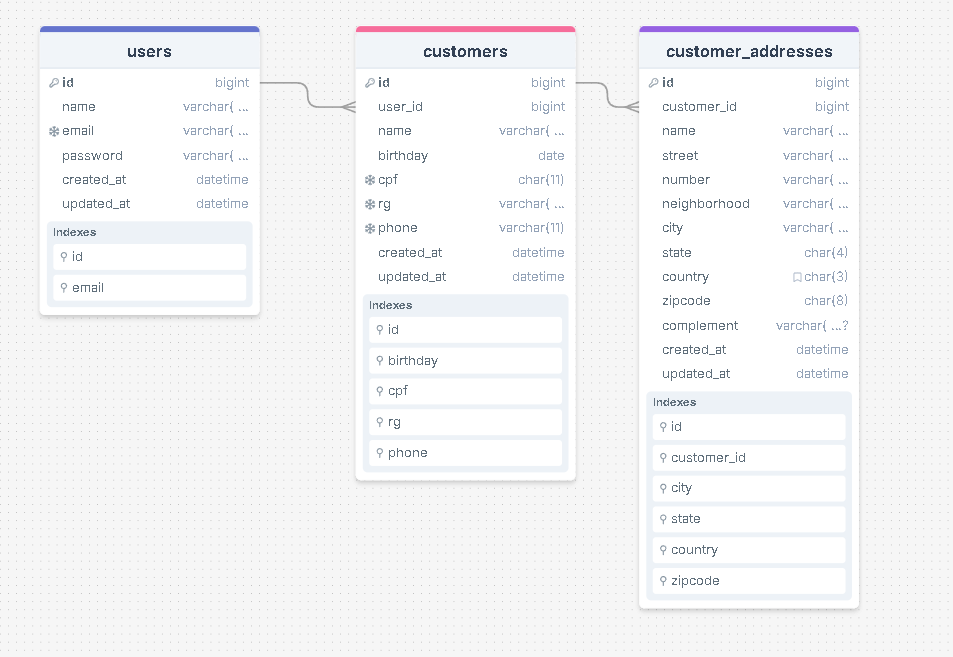 users
id bigint
name varchar( ...
email varchar( ...
password varchar( ...
created_at datetime
updated_at datetime
Indexes
id
email
customers
id bigint
user_id bigint
name varchar( ...
birthday date
cpf char(11)
rg varchar( ...
phone varchar(11)
created_at datetime
updated_at datetime
Indexes
id
birthday
cpf
rg
phone
customer_addresses
id bigint
customer_id bigint
name varchar( ...
street varchar( ...
number varchar( ...
neighborhood varchar( ...
city varchar( ...
state char(4)
country char(3)
zipcode char(8)
complement varchar( ...?
created_at datetime
updated_at datetime
Indexes
id
customer_id
city
state
country
zipcode